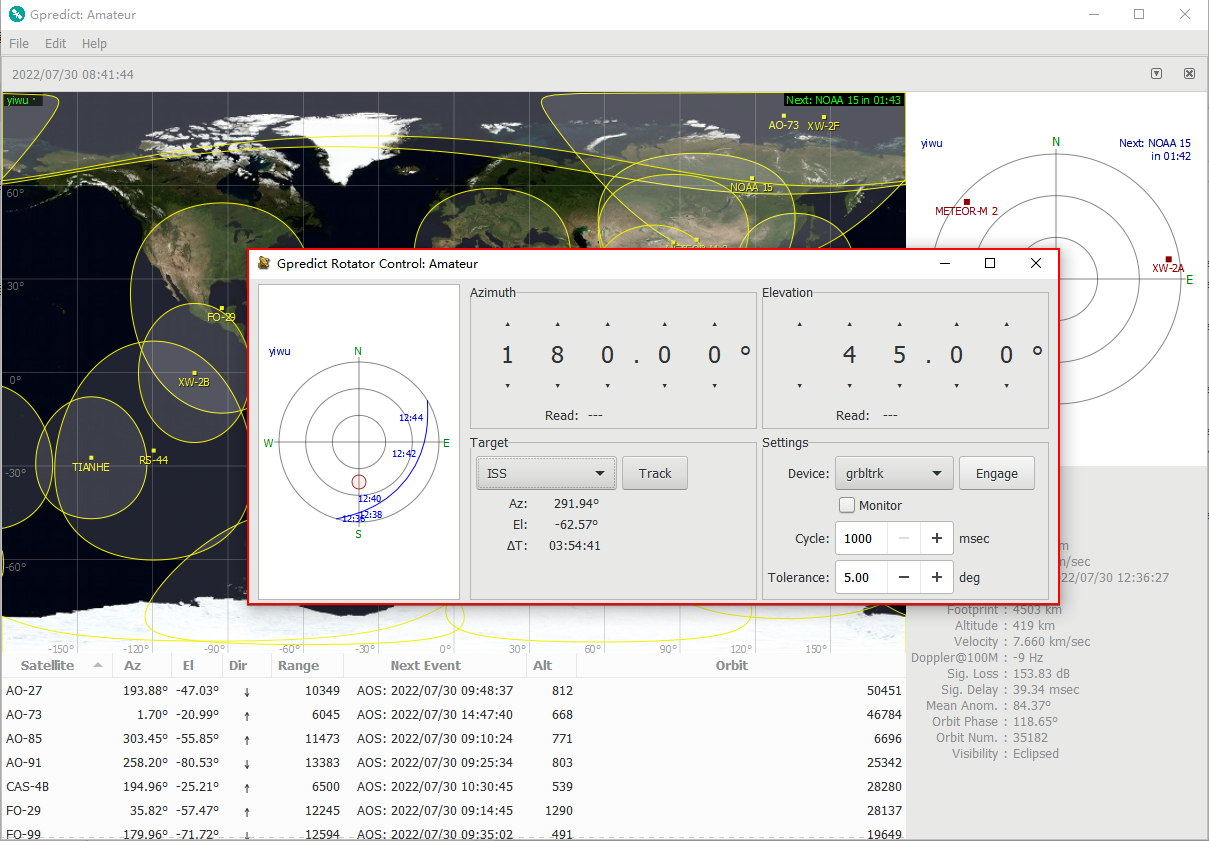 Gpredict: Amateur
File Edit Help
2022/07/30 08:41:44
yiwu
Next: NOAA 15 in 01:43
AO-73
XW-2F
NOAA 15
60°
30°
0°
-30°
-60°
FO-29
XW-2B
TIANHE
RS-44
-150° -120° -90° -60° -30° 0° 30° 60° 90° 120° 150°
yiwu
Next: NOAA 15
in 01:42
N
METEOR-M 2
XW-2A
E
Gpredict Rotator Control: Amateur
yiwu
N
W
E
S
12:44
12:42
12:40
12:38
12:36
Azimuth
180.00°
Read: ---
Elevation
45.00°
Read: ---
Target
ISS Track
Az: 291.94°
El: -62.57°
ΔT: 03:54:41
Settings
Device: grbltrk Engage
Monitor
Cycle: 1000 − + msec
Tolerance: 5.00 − + deg
m
m/sec
22/07/30 12:36:27
Footprint : 4503 km
Altitude : 419 km
Velocity : 7.660 km/sec
Doppler@100M : -9 Hz
Sig. Loss : 153.83 dB
Sig. Delay : 39.34 msec
Mean Anom. : 84.37°
Orbit Phase : 118.65°
Orbit Num. : 35182
Visibility : Eclipsed
Satellite Az El Dir Range Next Event Alt Orbit
AO-27 193.88° -47.03° ↓ 10349 AOS: 2022/07/30 09:48:37 812 50451
AO-73 1.70° -20.99° ↑ 6045 AOS: 2022/07/30 14:47:40 668 46784
AO-85 303.45° -55.85° ↑ 11473 AOS: 2022/07/30 09:10:24 771 6696
AO-91 258.20° -80.53° ↓ 13383 AOS: 2022/07/30 09:25:34 803 25342
CAS-4B 194.96° -25.21° ↑ 6500 AOS: 2022/07/30 10:30:45 539 28280
FO-29 35.82° -57.47° ↑ 12245 AOS: 2022/07/30 09:14:45 1290 28137
FO-99 179.96° -71.72° ↓ 12594 AOS: 2022/07/30 09:35:02 491 19649